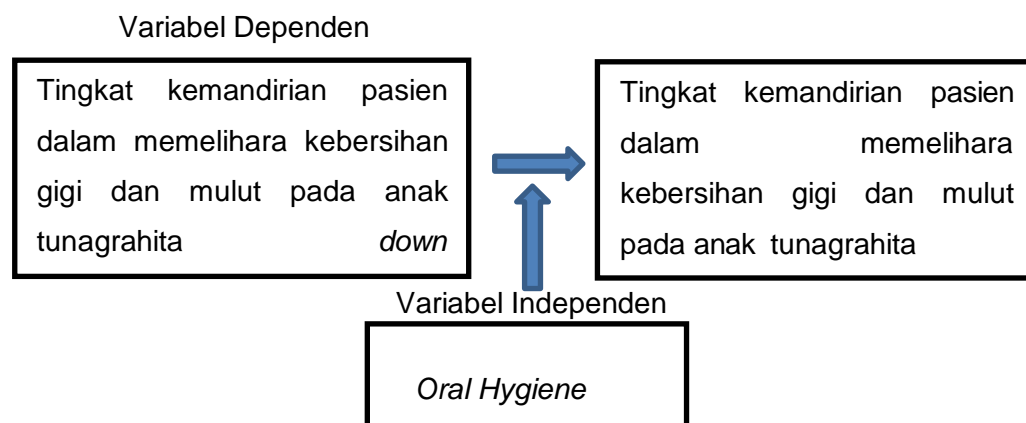 Variabel Dependen
Tingkat kemandirian pasien
dalam memelihara kebersihan
gigi dan mulut pada anak
tunagrahita down
Tingkat kemandirian pasien
dalam memelihara
kebersihan gigi dan mulut
pada anak tunagrahita
Variabel Independen
Oral Hygiene